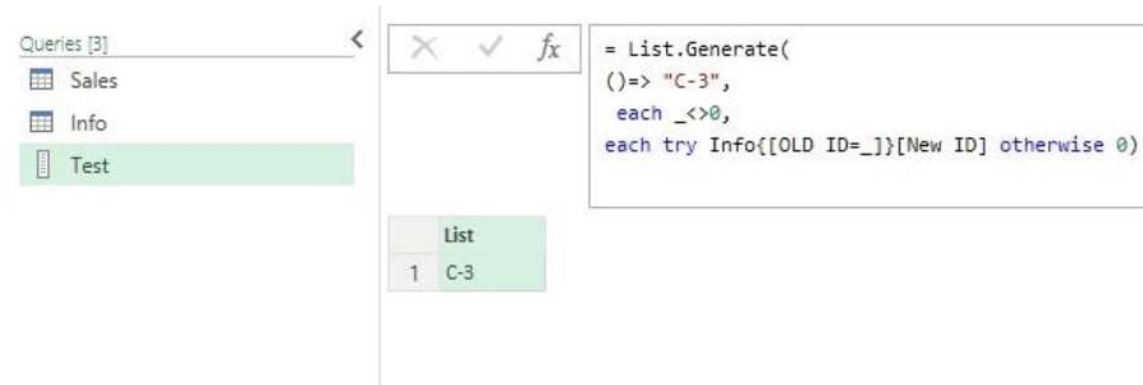 Queries [3]
Sales
Info
Test
fx
= List.Generate(
()=> "C-3",
each _<>0,
each try Info{[OLD ID=_]}[New ID] otherwise 0)
List
1 C-3